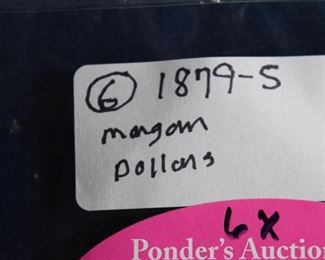 6 1879-S
Morgan
Dollars
6x
Ponder's Auction